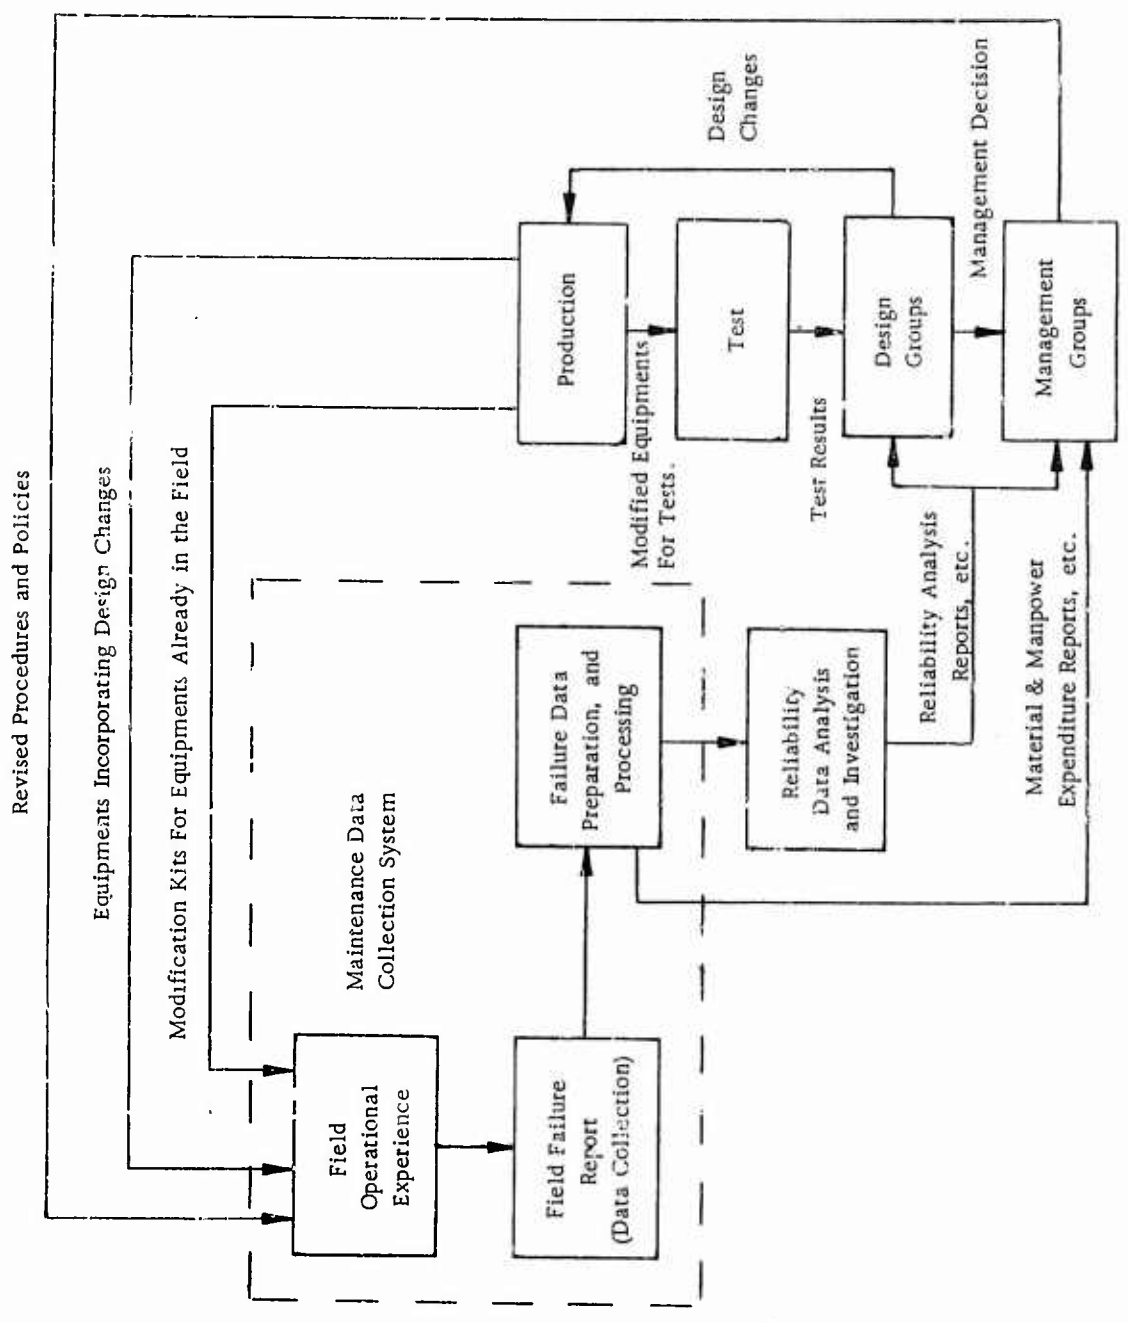 Revised Procedures and Policies
Equipments Incorporating Design Changes
Modification Kits For Equipments Already in the Field
Maintenance Data
Collection System
Field
Operational
Experience
Field Failure
Report
(Data Collection)
Failure Data
Preparation, and
Processing
Reliability
Data Analysis
and Investigation
Reliability Analysis
Reports, etc.
Material & Manpower
Expenditure Reports, etc.
Production
Modified Equipments
For Tests.
Test
Test Results
Design
Groups
Design
Changes
Management Decision
Management
Groups